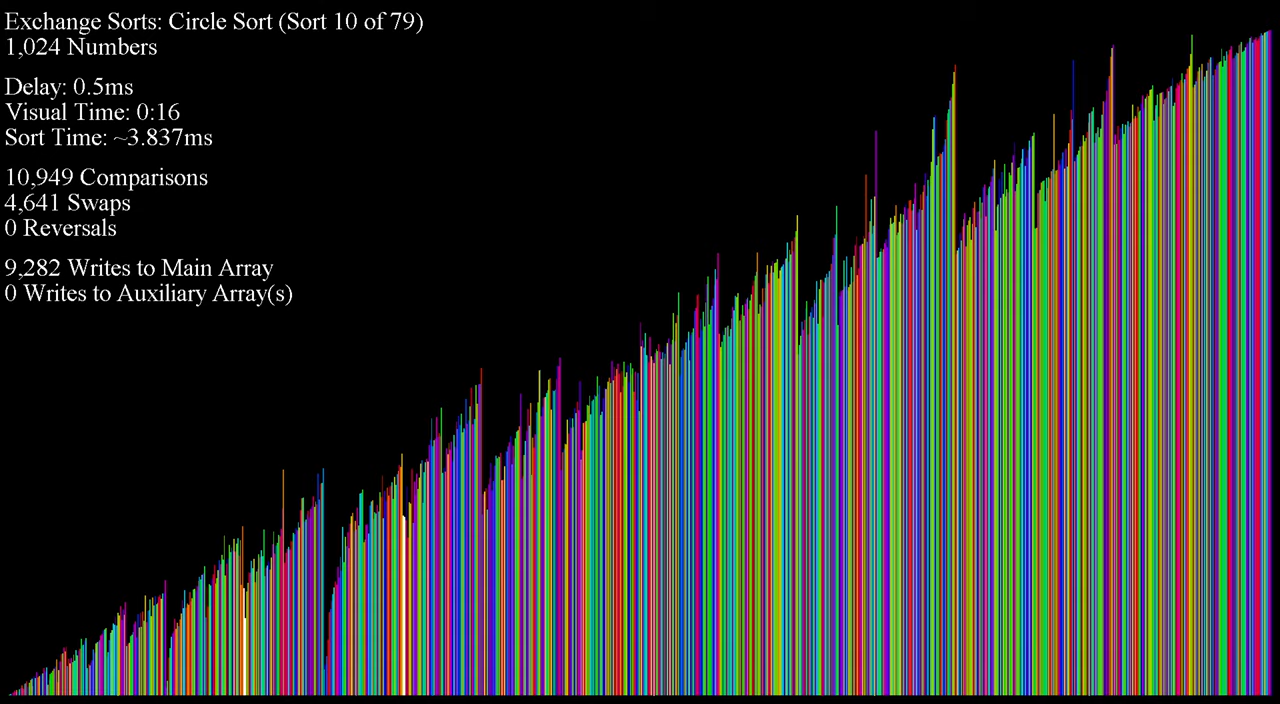 Exchange Sorts: Circle Sort (Sort 10 of 79)
1,024 Numbers
Delay: 0.5ms
Visual Time: 0:16
Sort Time: ~3.837ms
10,949 Comparisons
4,641 Swaps
0 Reversals
9,282 Writes to Main Array
0 Writes to Auxiliary Array(s)